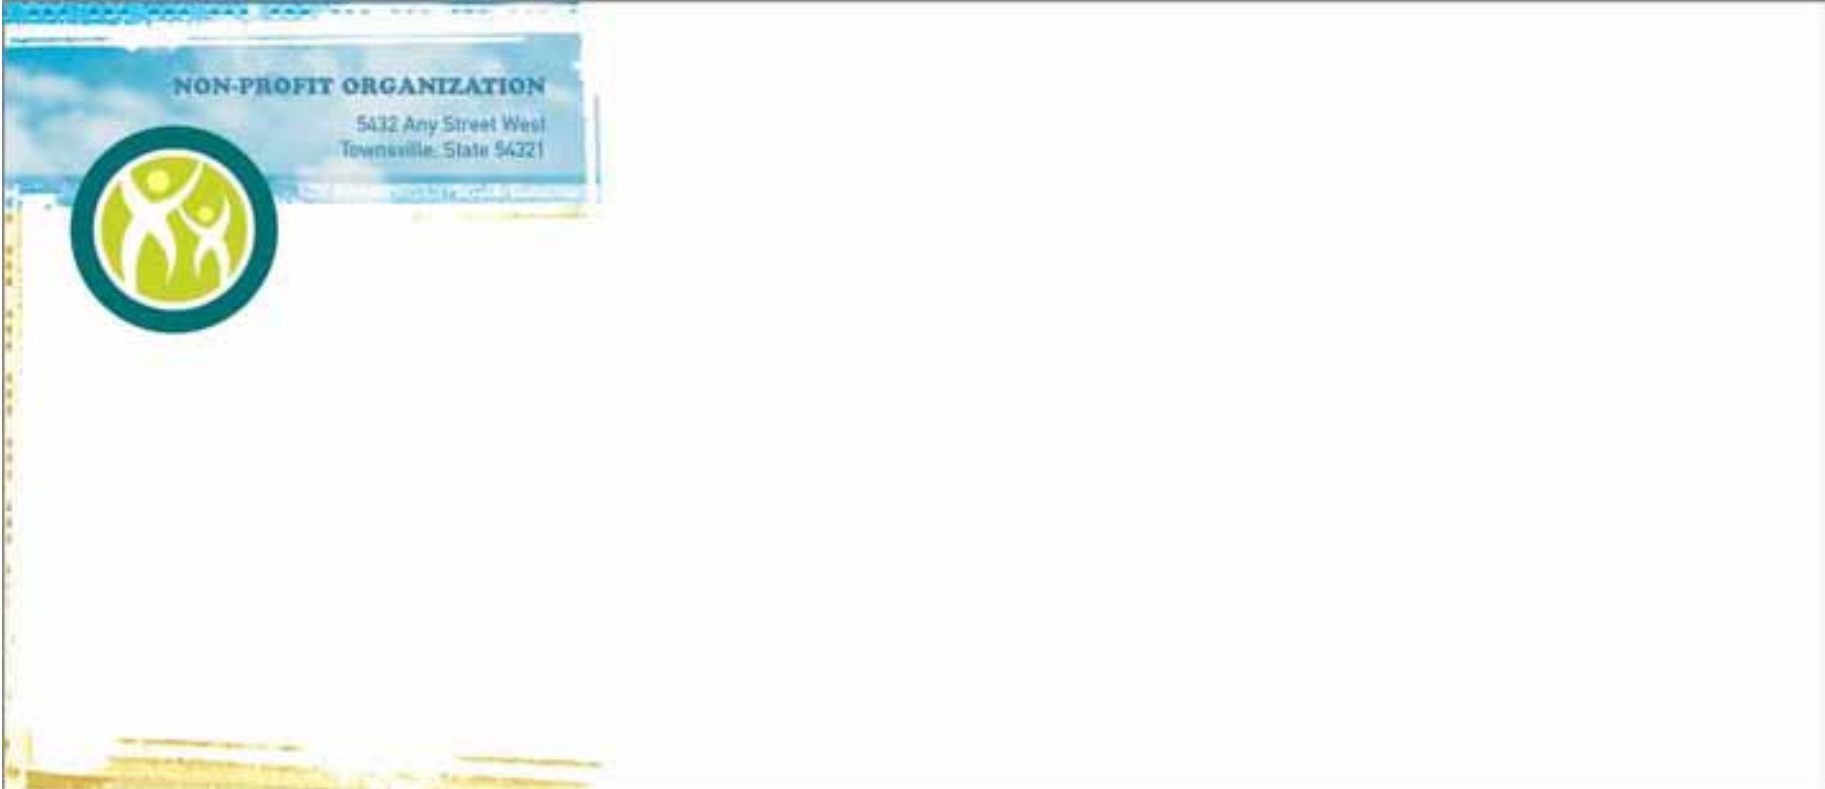 NON-PROFIT ORGANIZATION
5432 Any Street West
Townsville, State 54321